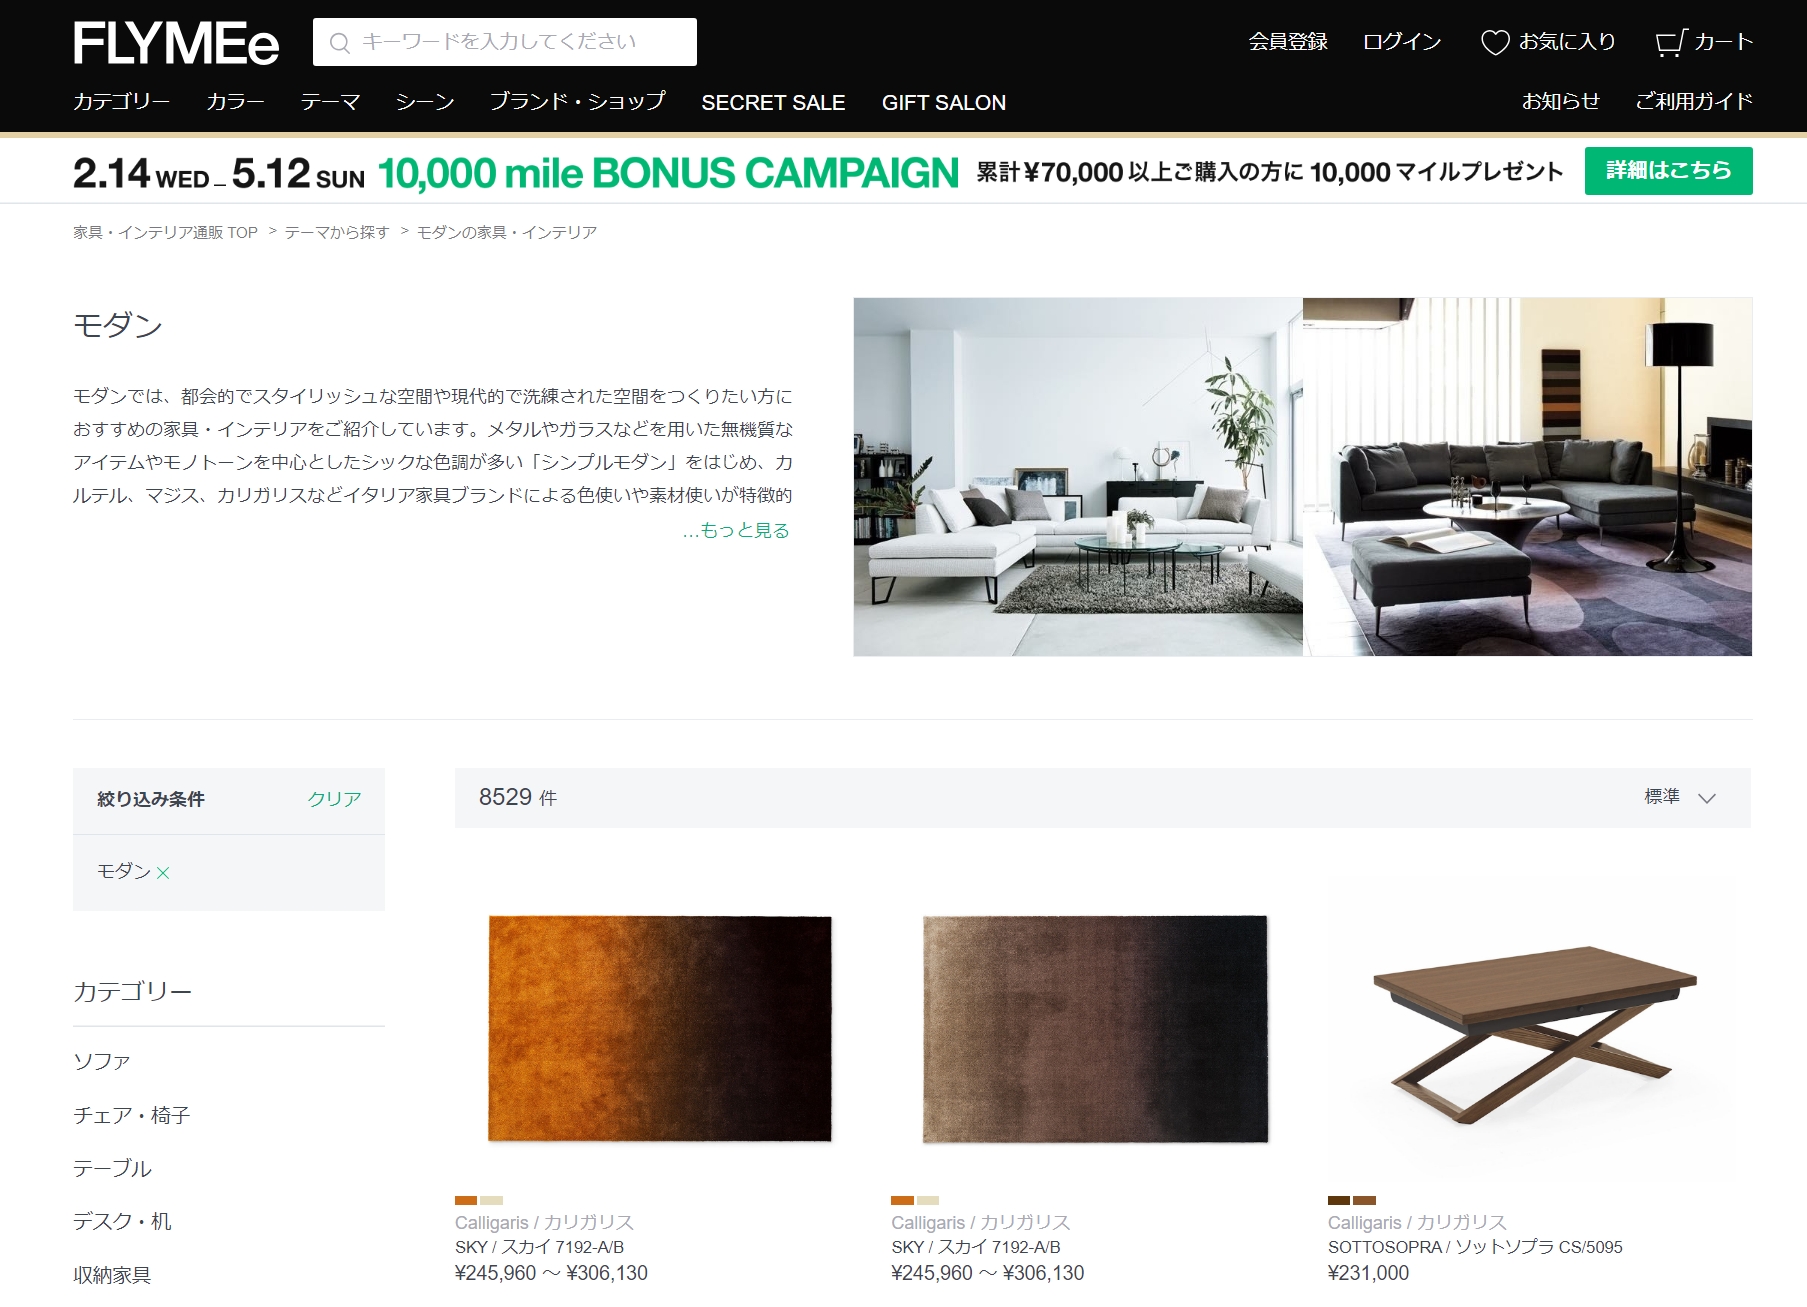 FLYMEe
キーワードを入力してください
会員登録 ログイン お気に入り カート
カテゴリー カラー テーマ シーン ブランド・ショップ SECRET SALE GIFT SALON お知らせ ご利用ガイド
2.14 WED _ 5.12 SUN 10,000 mile BONUS CAMPAIGN 累計¥70,000以上ご購入の方に10,000マイルプレゼント 詳細はこちら
家具・インテリア通販 TOP > テーマから探す > モダンの家具・インテリア
モダン
モダンでは、都会的でスタイリッシュな空間や現代的で洗練された空間をつくりたい方に
おすすめの家具・インテリアをご紹介しています。メタルやガラスなどを用いた無機質な
アイテムやモノトーンを中心としたシックな色調が多い「シンプルモダン」をはじめ、カ
ルテル、マジス、カリガリスなどイタリア家具ブランドによる色使いや素材使いが特徴的
…もっと見る
絞り込み条件 クリア
モダン ×
カテゴリー
ソファ
チェア・椅子
テーブル
デスク・机
収納家具
8529 件 標準
Calligaris / カリガリス
SKY / スカイ 7192-A/B
¥245,960 ～ ¥306,130
Calligaris / カリガリス
SKY / スカイ 7192-A/B
¥245,960 ～ ¥306,130
Calligaris / カリガリス
SOTTOSOPRA / ソットソプラ CS/5095
¥231,000